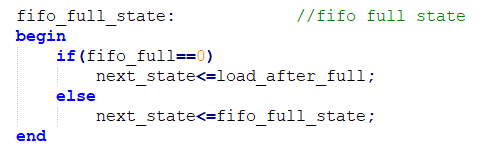 fifo_full_state:          //fifo full state
begin
    if(fifo_full==0)
        next_state<=load_after_full;
    else
        next_state<=fifo_full_state;
end